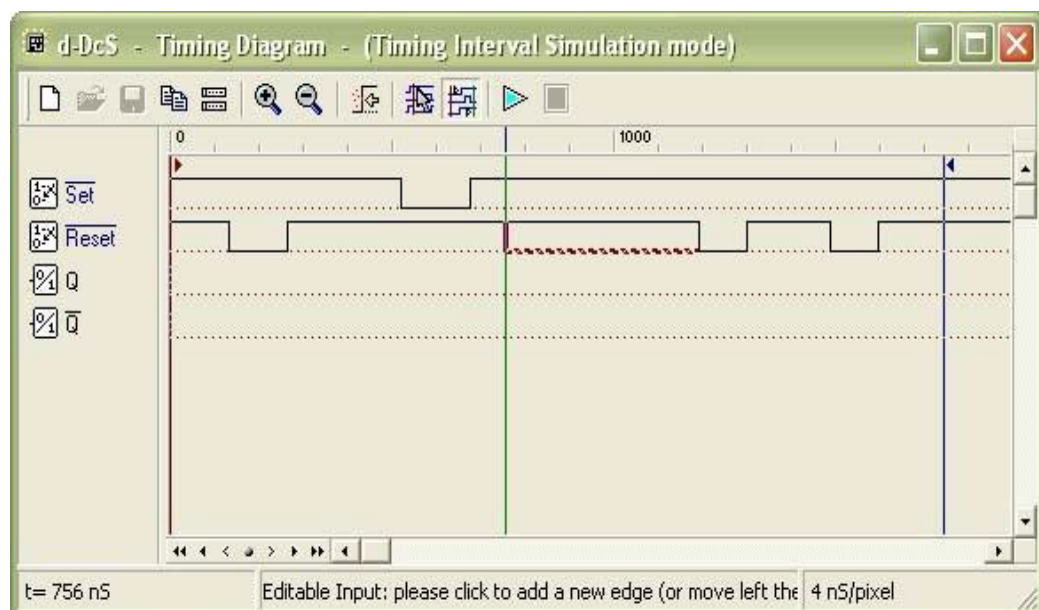 d-DcS - Timing Diagram - (Timing Interval Simulation mode)
0 1000
Set
Reset
Q
Q̅
t= 756 nS Editable Input: please click to add a new edge (or move left the 4 nS/pixel